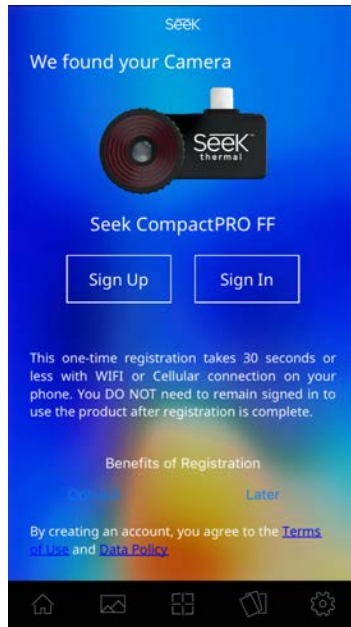 Seek
We found your Camera
Seek
thermal
Seek CompactPRO FF
Sign Up
Sign In
This one-time registration takes 30 seconds or
less with WIFI or Cellular connection on your
phone. You DO NOT need to remain signed in to
use the product after registration is complete.
Benefits of Registration
Later
By creating an account, you agree to the Terms
of Use and Data Policy